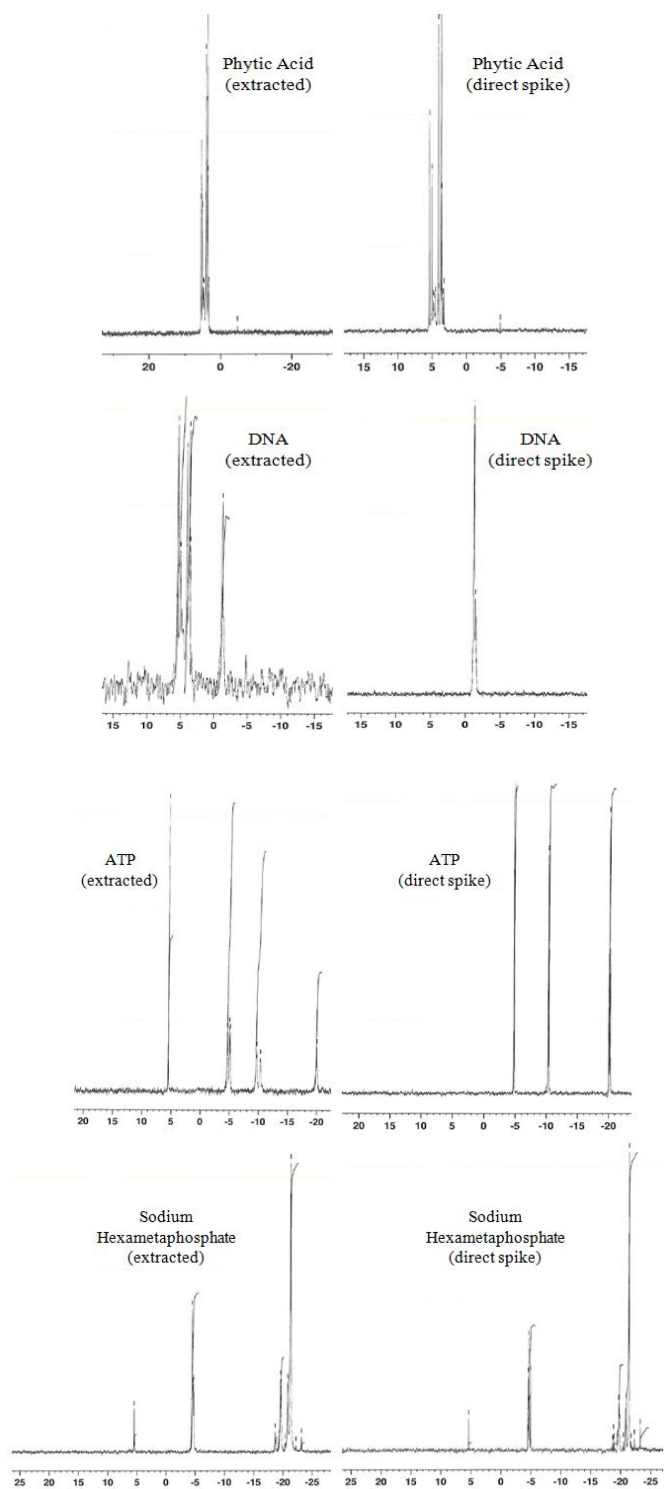 Phytic Acid
(extracted)
Phytic Acid
(direct spike)
20 0 -20
15 10 5 0 -5 -10 -15
DNA
(extracted)
DNA
(direct spike)
15 10 5 0 -5 -10 -15
15 10 5 0 -5 -10 -15
ATP
(extracted)
ATP
(direct spike)
20 15 10 5 0 -5 -10 -15 -20
20 15 10 5 0 -5 -10 -15 -20
Sodium
Hexametaphosphate
(extracted)
Sodium
Hexametaphosphate
(direct spike)
25 20 15 10 5 0 -5 -10 -15 -20 -25
25 20 15 10 5 0 -5 -10 -15 -20 -25